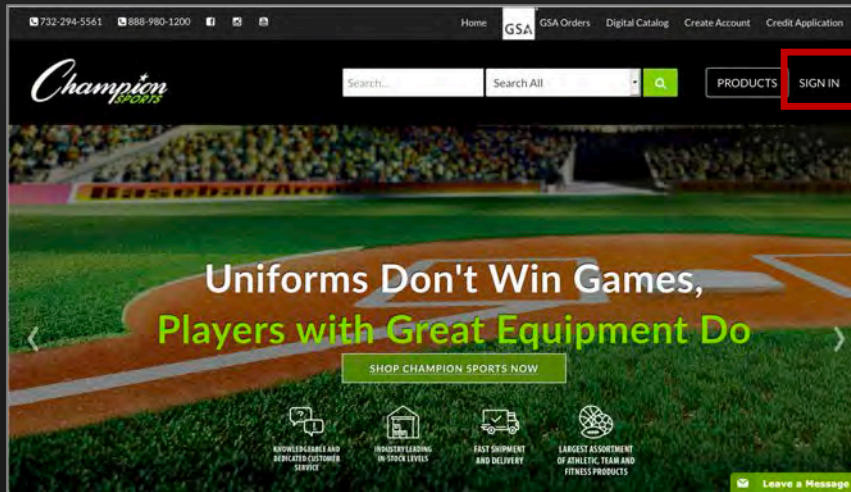 732-294-5561 888-980-1200 Home GSA GSA Orders Digital Catalog Create Account Credit Application
Champion
SPORTS
Search... Search All PRODUCTS SIGN IN
Baseball Arena
Uniforms Don't Win Games,
Players with Great Equipment Do
SHOP CHAMPION SPORTS NOW
KNOWLEDGEABLE AND
DEDICATED CUSTOMER
SERVICE
INDUSTRY LEADING
IN-STOCK LEVELS
FAST SHIPMENT
AND DELIVERY
LARGEST ASSORTMENT
OF ATHLETIC, TEAM AND
FITNESS PRODUCTS
Leave a Message